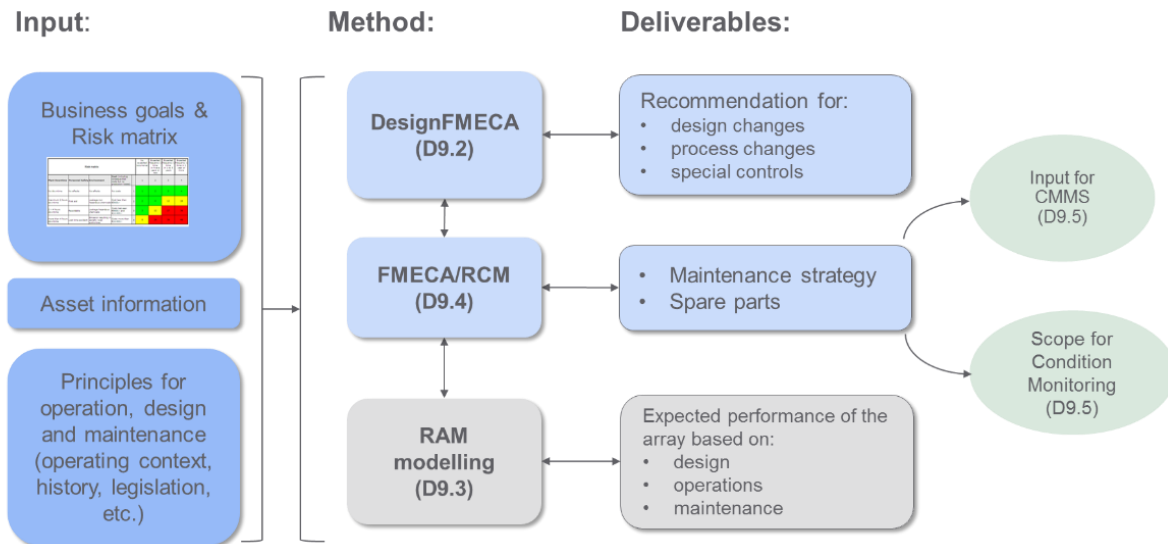 Input:
Method:
Deliverables:
Business goals &
Risk matrix
Asset information
Principles for
operation, design
and maintenance
(operating context,
history, legislation,
etc.)
DesignFMECA
(D9.2)
FMECA/RCM
(D9.4)
RAM
modelling
(D9.3)
Recommendation for:
• design changes
• process changes
• special controls
• Maintenance strategy
• Spare parts
Expected performance of the
array based on:
• design
• operations
• maintenance
Input for
CMMS
(D9.5)
Scope for
Condition
Monitoring
(D9.5)